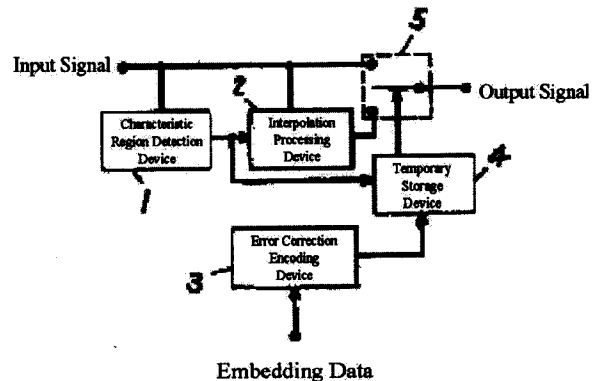 5
Input Signal
2
Output Signal
Characteristic
Region Detection
Device
Interpolation
Processing
Device
1
4
Temporary
Storage
Device
Error Correction
Encoding
Device
3
Embedding Data